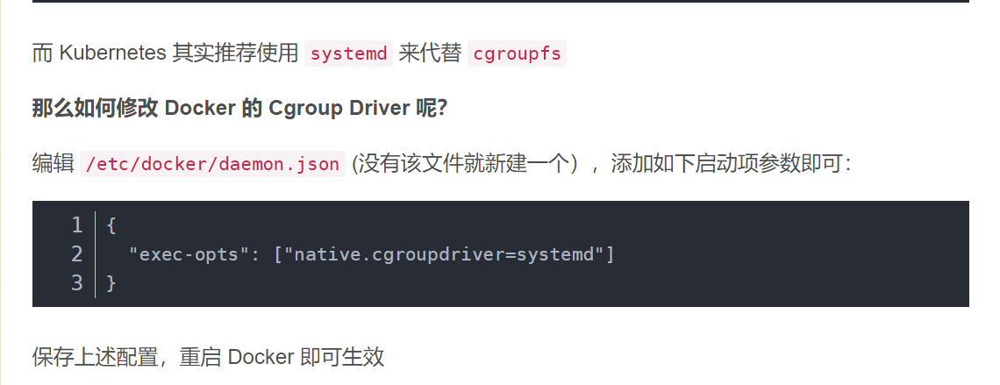 而 Kubernetes 其实推荐使用 systemd 来代替 cgroupfs
那么如何修改 Docker 的 Cgroup Driver 呢?
编辑 /etc/docker/daemon.json (没有该文件就新建一个），添加如下启动项参数即可：
1 {
2   "exec-opts": ["native.cgroupdriver=systemd"]
3 }
保存上述配置，重启 Docker 即可生效